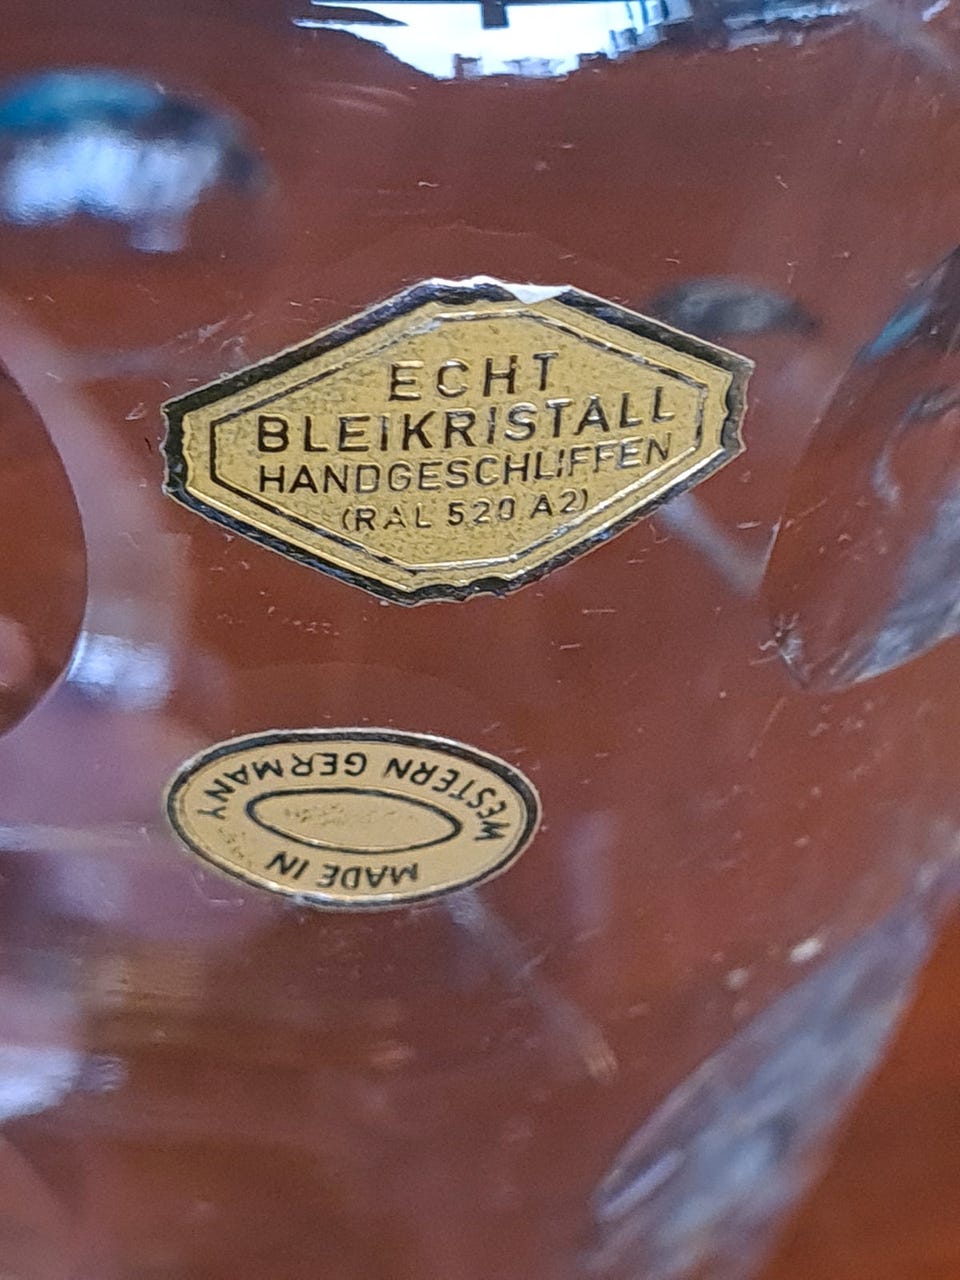 ECHT
BLEIKRISTALL
HANDGESCHLIFFEN
(RAL 520 A2)
MADE IN
WESTERN GERMANY